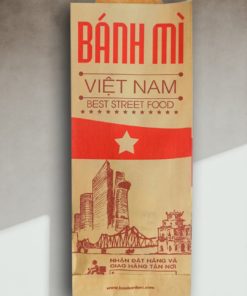 BÁNH MÌ
VIỆT NAM
BEST STREET FOOD
NHẬN ĐẶT HÀNG VÀ
GIAO HÀNG TẬN NƠI